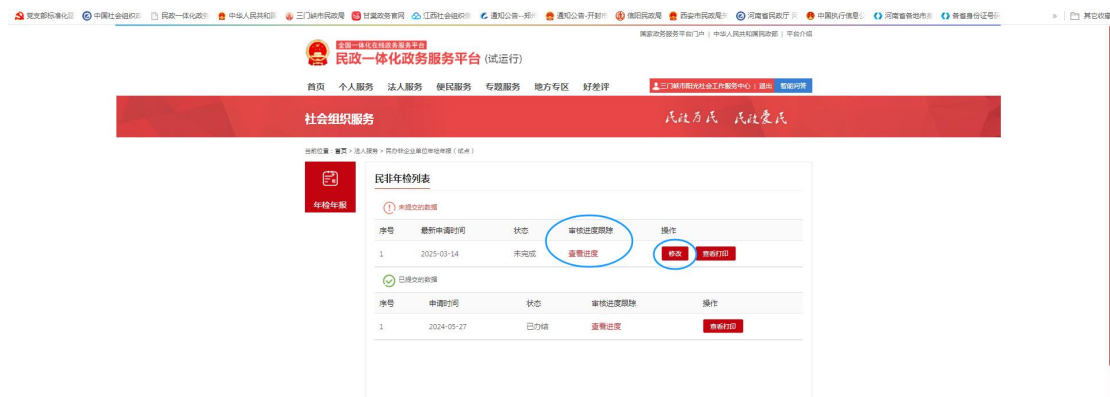 党支部标准化 中国社会组织 民政一体化政务 中华人民共和国 三门峡市民政局 甘棠政务官网 江西社会组织 通知公告--郑州 通知公告-开封市 信阳民政局 西安市民政局 河南省民政厅 中国执行信息公 河南省各地市 各省身份证号 » 其它收藏
国家政务服务平台门户 | 中华人民共和国民政部 | 平台介绍
全国一体化在线政务服务平台
民政一体化政务服务平台 (试运行)
首页 个人服务 法人服务 便民服务 专题服务 地方专区 好差评 三门峡市阳光社会工作服务中心 | 退出 智能问答
社会组织服务 民政为民 民政爱民
当前位置:首页 > 法人服务 > 民办非企业单位年检年报(试点)
年检年报
民非年检列表
未提交的数据
序号 最新申请时间 状态 审核进度跟踪 操作
1 2025-03-14 未完成 查看进度 修改 查看打印
已提交的数据
序号 申请时间 状态 审核进度跟踪 操作
1 2024-05-27 已办结 查看进度 查看打印